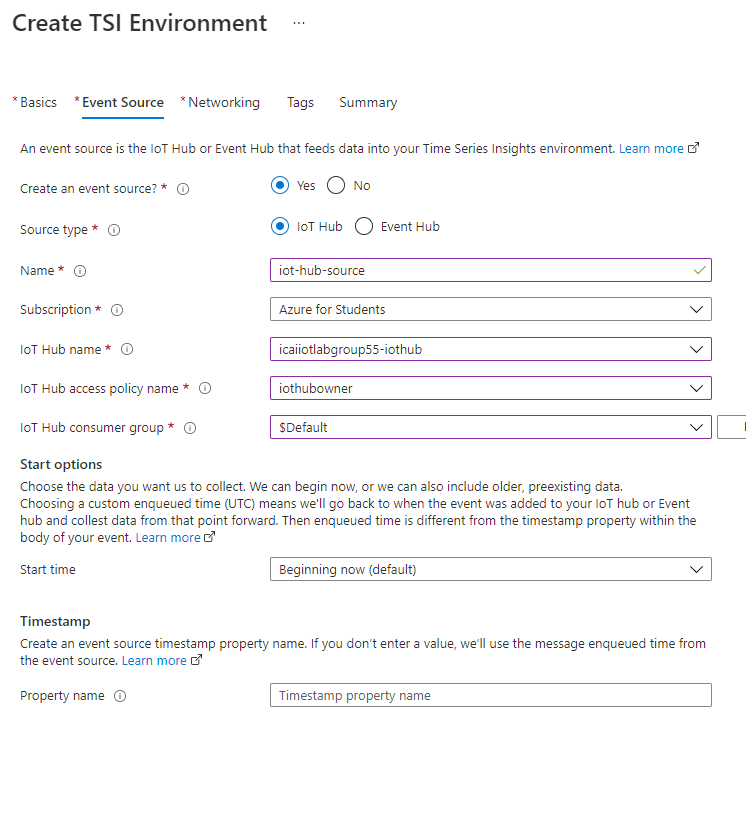 Create TSI Environment ...
* Basics * Event Source * Networking Tags Summary
An event source is the IoT Hub or Event Hub that feeds data into your Time Series Insights environment. Learn more
Create an event source? * Yes No
Source type * IoT Hub Event Hub
Name * iot-hub-source
Subscription * Azure for Students
IoT Hub name * icaiiotlabgroup55-iothub
IoT Hub access policy name * iothubowner
IoT Hub consumer group * $Default
Start options
Choose the data you want us to collect. We can begin now, or we can also include older, preexisting data.
Choosing a custom enqueued time (UTC) means we'll go back to when the event was added to your IoT hub or Event
hub and collest data from that point forward. Then enqueued time is different from the timestamp property within the
body of your event. Learn more
Start time Beginning now (default)
Timestamp
Create an event source timestamp property name. If you don't enter a value, we'll use the message enqueued time from
the event source. Learn more
Property name Timestamp property name